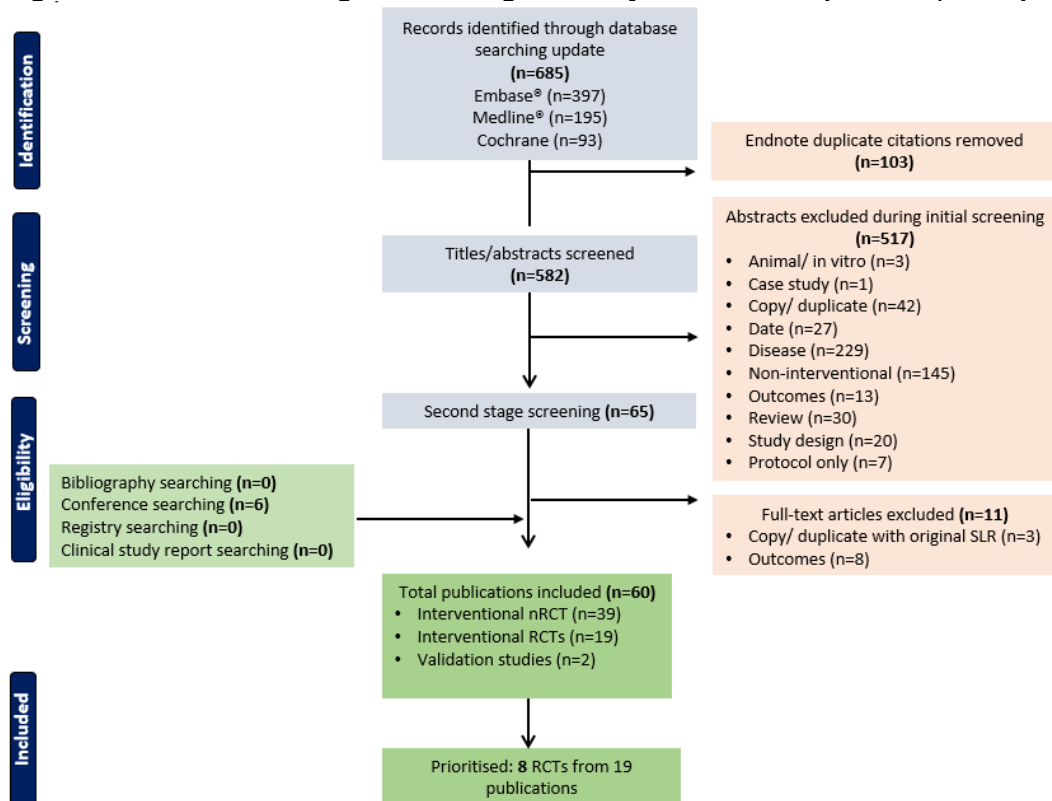 Identification
Records identified through database
searching update
(n=685)
Embase® (n=397)
Medline® (n=195)
Cochrane (n=93)
Endnote duplicate citations removed
(n=103)
Screening
Titles/abstracts screened
(n=582)
Abstracts excluded during initial screening
(n=517)
• Animal/ in vitro (n=3)
• Case study (n=1)
• Copy/ duplicate (n=42)
• Date (n=27)
• Disease (n=229)
• Non-interventional (n=145)
• Outcomes (n=13)
• Review (n=30)
• Study design (n=20)
• Protocol only (n=7)
Eligibility
Second stage screening (n=65)
Bibliography searching (n=0)
Conference searching (n=6)
Registry searching (n=0)
Clinical study report searching (n=0)
Full-text articles excluded (n=11)
• Copy/ duplicate with original SLR (n=3)
• Outcomes (n=8)
Total publications included (n=60)
• Interventional nRCT (n=39)
• Interventional RCTs (n=19)
• Validation studies (n=2)
Included
Prioritised: 8 RCTs from 19
publications